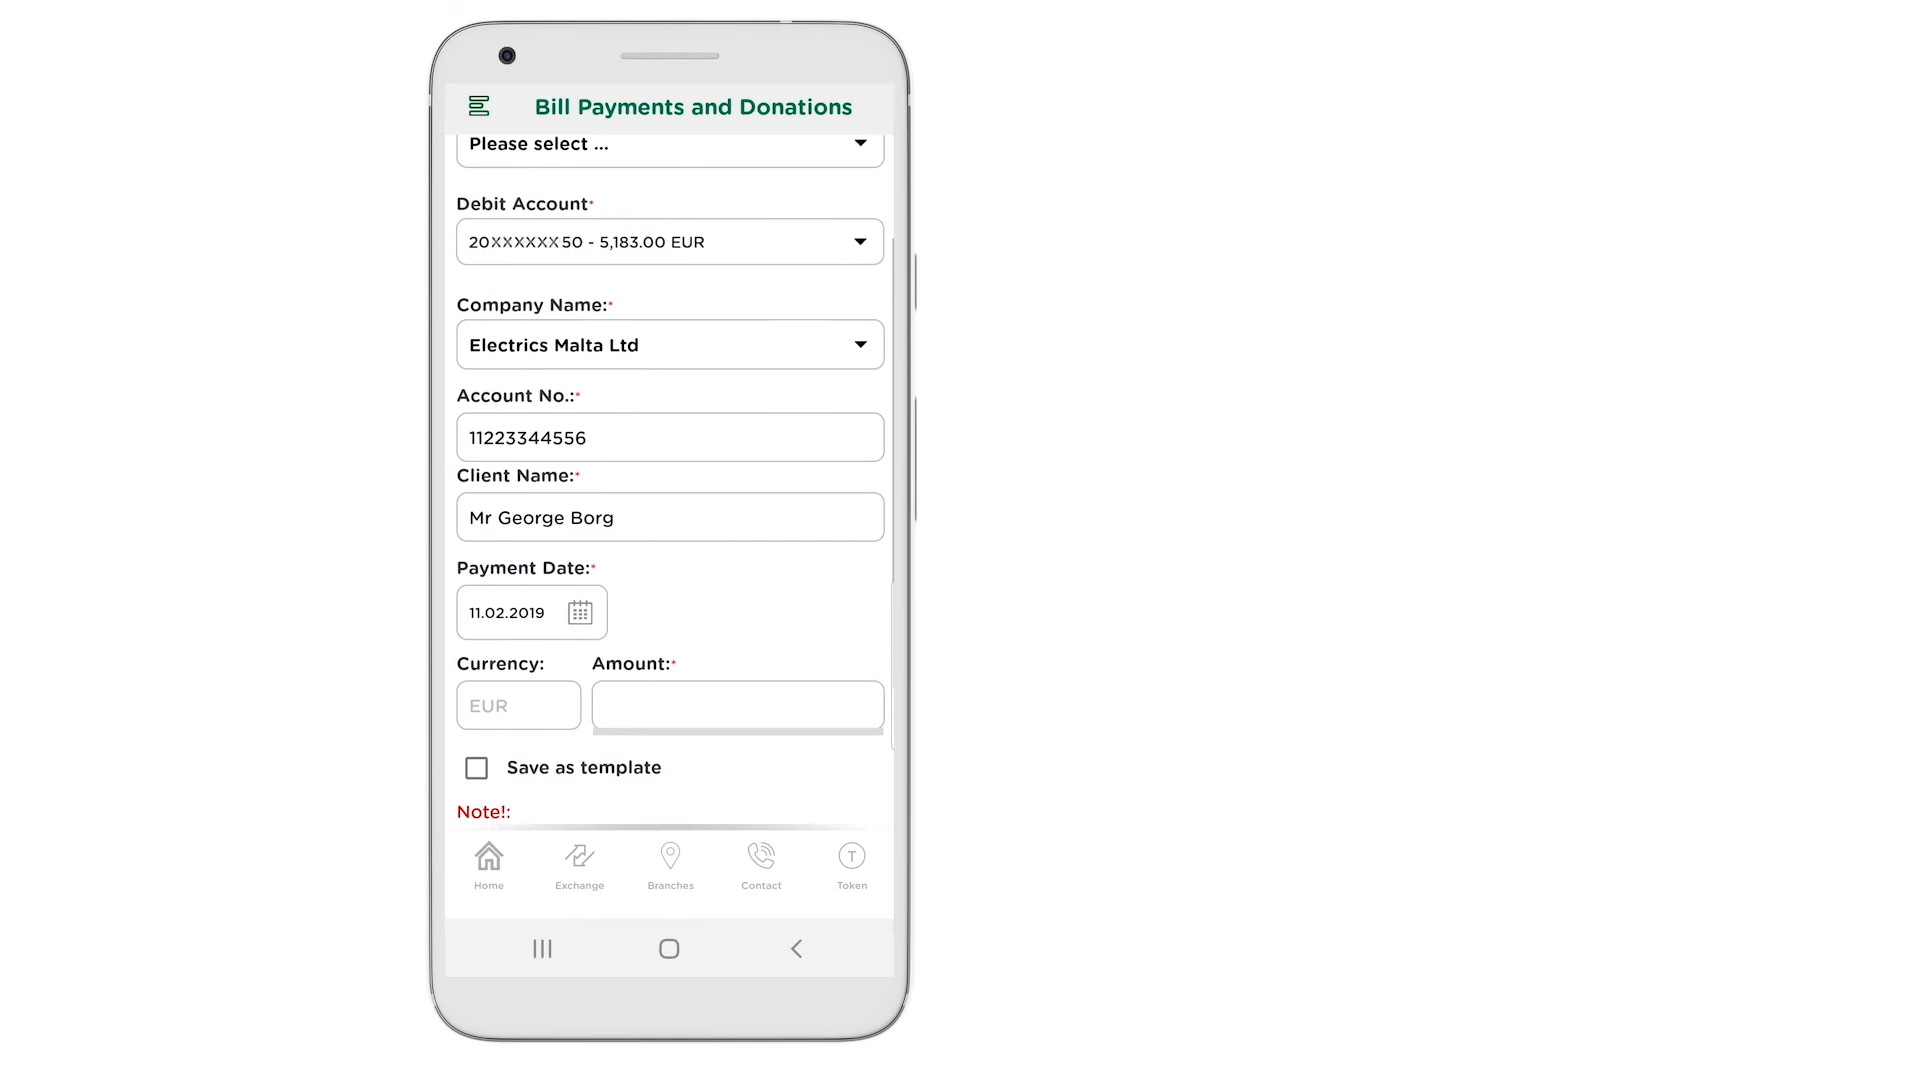 Bill Payments and Donations
Please select ...
Debit Account*
20XXXXXX50 - 5,183.00 EUR
Company Name:*
Electrics Malta Ltd
Account No.:*
11223344556
Client Name:*
Mr George Borg
Payment Date:*
11.02.2019
Currency: Amount:*
EUR
Save as template
Note!:
Home Exchange Branches Contact Token